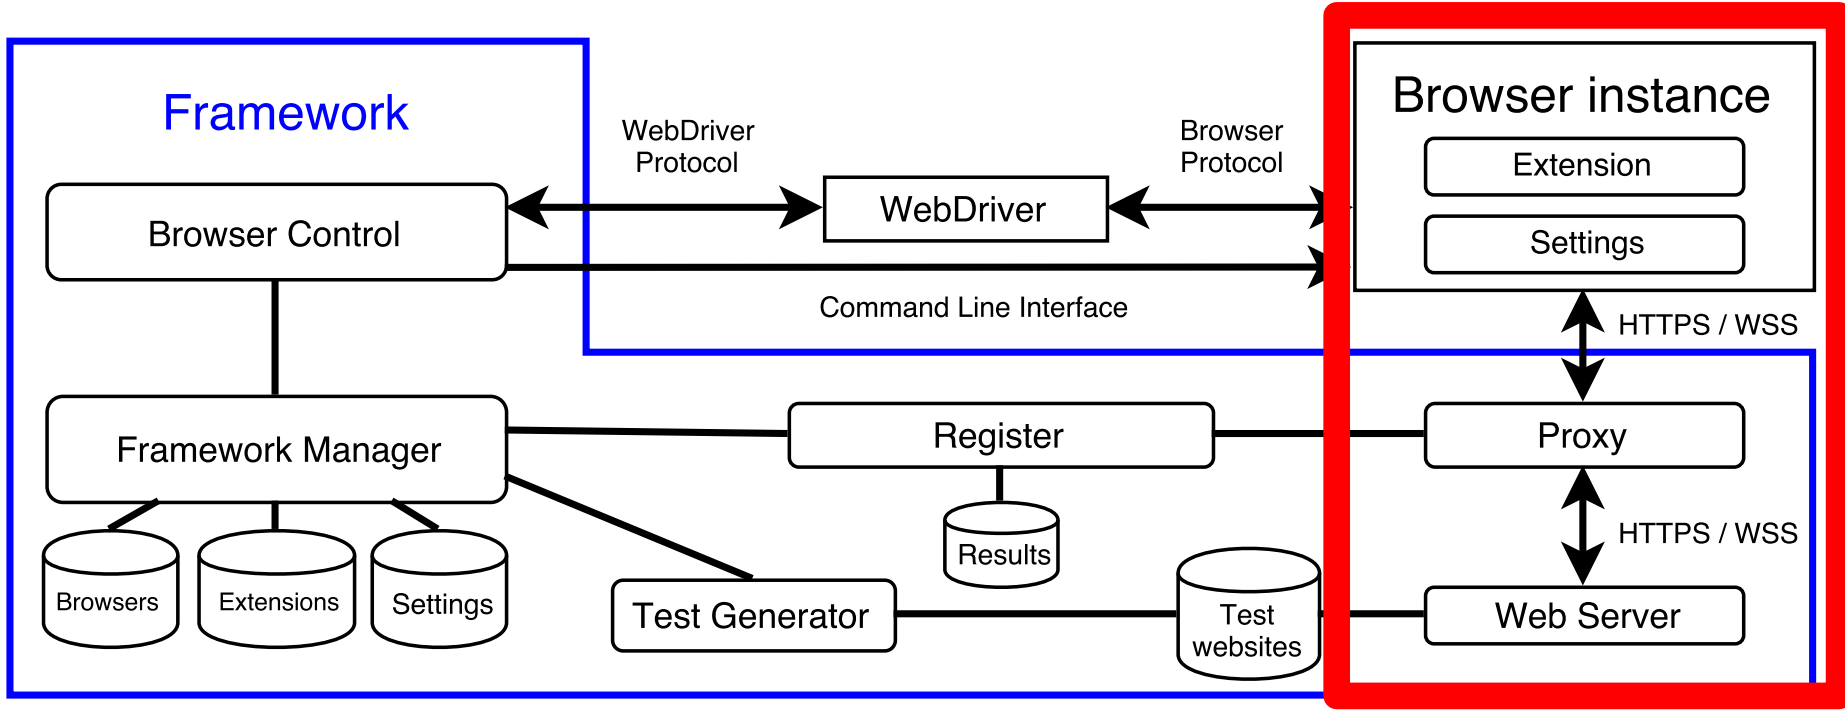 Framework
WebDriver
Protocol
Browser
Protocol
Browser instance
Extension
Settings
Browser Control
WebDriver
Command Line Interface
HTTPS / WSS
Framework Manager
Register
Proxy
Browsers
Extensions
Settings
Results
HTTPS / WSS
Test Generator
Test
websites
Web Server